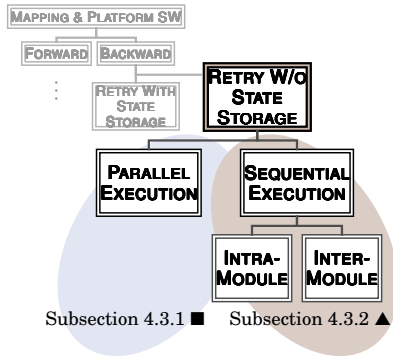 MAPPING & PLATFORM SW
FORWARD BACKWARD
RETRY WITH
STATE
STORAGE
RETRY W/O
STATE
STORAGE
PARALLEL
EXECUTION
SEQUENTIAL
EXECUTION
INTRA-
MODULE
INTER-
MODULE
Subsection 4.3.1 ■ Subsection 4.3.2 ▲